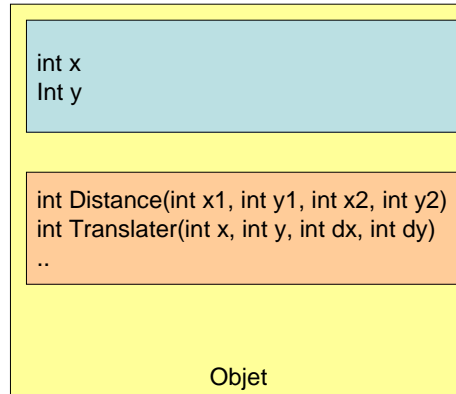 int x
Int y
int Distance(int x1, int y1, int x2, int y2)
int Translater(int x, int y, int dx, int dy)
..
Objet